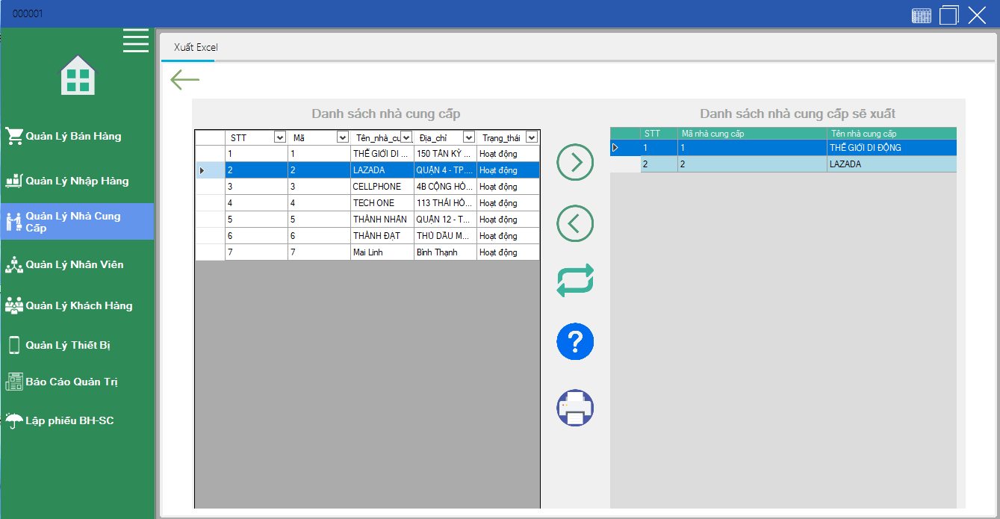 000001
Xuất Excel
Quản Lý Bán Hàng
Quản Lý Nhập Hàng
Quản Lý Nhà Cung
Cấp
Quản Lý Nhân Viên
Quản Lý Khách Hàng
Quản Lý Thiết Bị
Báo Cáo Quản Trị
Lập phiếu BH-SC
Danh sách nhà cung cấp
STT Mã Tên_nhà_cu Địa_chỉ Trạng_thái
1 1 THẾ GIỚI DI ... 150 TÂN KỲ ... Hoạt động
2 2 LAZADA QUẬN 4 - TP.... Hoạt động
3 3 CELLPHONE 4B CỘNG HÒ... Hoạt động
4 4 TECH ONE 113 THÁI HÒ... Hoạt động
5 5 THÀNH NHÂN QUẬN 12 - T... Hoạt động
6 6 THÀNH ĐẠT THỦ DẦU M... Hoạt động
7 7 Mai Linh Bình Thạnh Hoạt động
?
Danh sách nhà cung cấp sẽ xuất
STT Mã nhà cung cấp Tên nhà cung cấp
1 1 THẾ GIỚI DI ĐỘNG
2 2 LAZADA